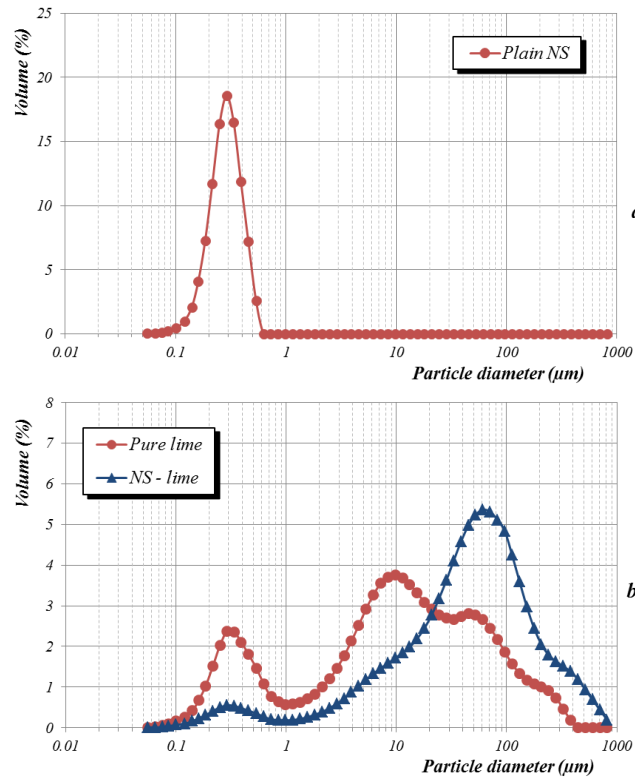 25
20
15
10
5
0
Volume (%)
Plain NS
a
0.01 0.1 1 10 100 1000
Particle diameter (µm)
8
7
6
5
4
3
2
1
0
Volume (%)
Pure lime
NS - lime
b
0.01 0.1 1 10 100 1000
Particle diameter (µm)